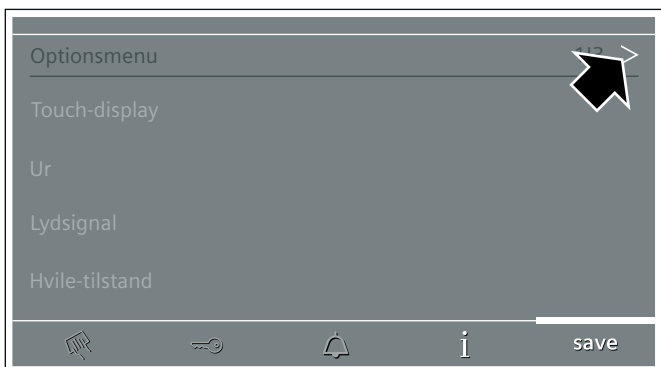 Optionsmenu
Touch-display
Ur
Lydsignal
Hvile-tilstand
i save